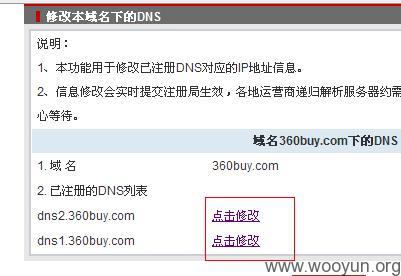 修改本域名下的DNS
说明：
1、本功能用于修改已注册DNS对应的IP地址信息。
2、信息修改会实时提交注册局生效，各地运营商递归解析服务器约需
心等待。
域名360buy.com下的DNS
1. 域 名 360buy.com
2. 已注册的DNS列表
dns2.360buy.com 点击修改
dns1.360buy.com 点击修改
www.wooyun.org